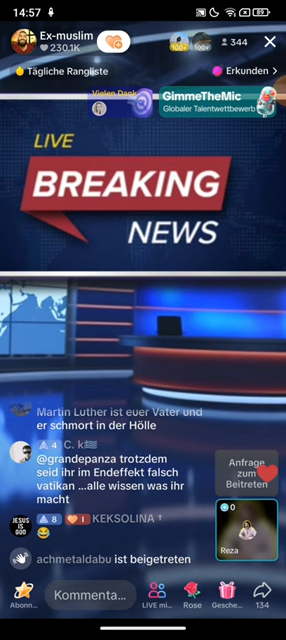 14:57
89
Ex-muslim
230.1K
100+
100+
344
Tägliche Rangliste
Erkunden >
Vielen Dank
GimmeTheMic
Globaler Talentwettbewerb
LIVE
BREAKING
NEWS
Martin Luther ist euer Vater und
er schmort in der Hölle
4 C. k🇬🇷
@grandepanza trotzdem
seid ihr im Endeffekt falsch
vatikan ...alle wissen was ihr
macht
JESUS
IS
GOD
8 1 KEKSOLINA ✝
😂
achmetaldabu ist beigetreten
Anfrage
zum
Beitreten
0
Reza
Abonn...
Kommenta...
LIVE mi...
Rose
Gesche...
134